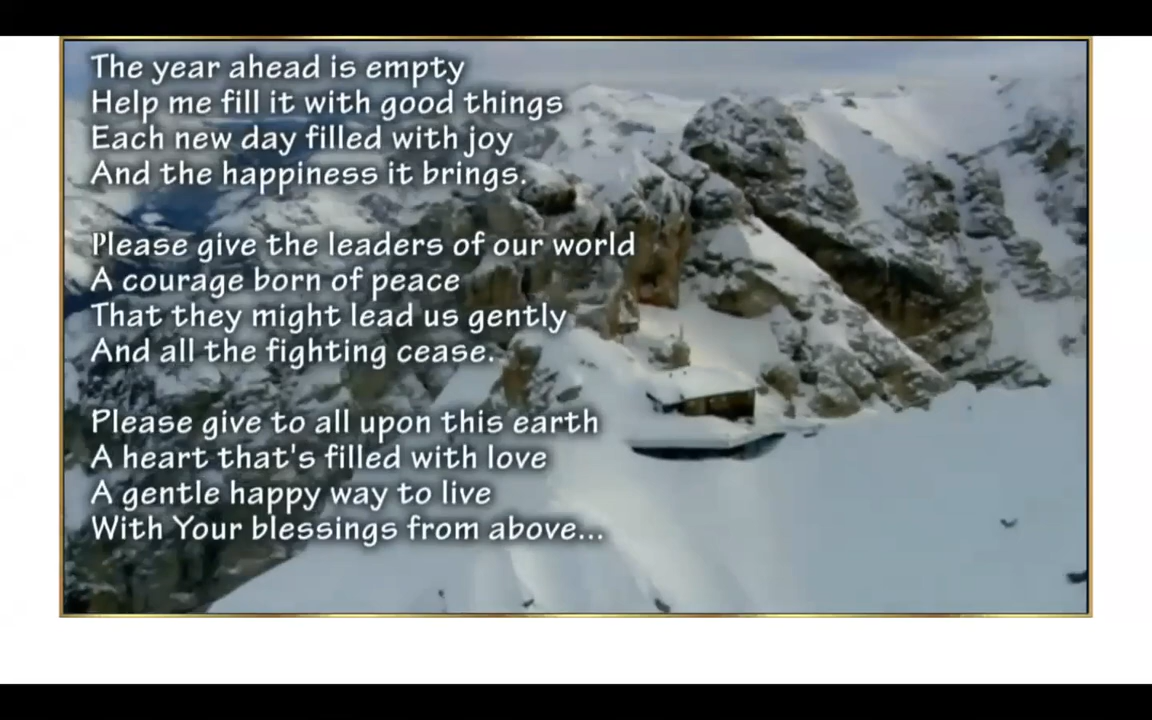 The year ahead is empty
Help me fill it with good things
Each new day filled with joy
And the happiness it brings.
Please give the leaders of our world
A courage born of peace
That they might lead us gently
And all the fighting cease.
Please give to all upon this earth
A heart that's filled with love
A gentle happy way to live
With Your blessings from above...